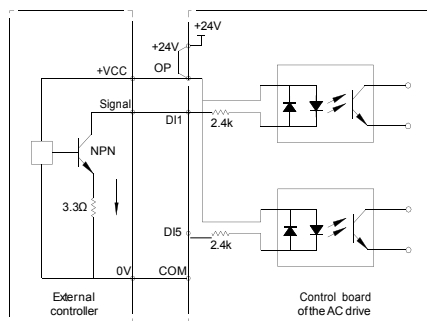 +24V
+24V
+VCC
OP
Signal
DI1
2.4k
NPN
3.3Ω
DI5
2.4k
0V
COM
External
controller
Control board
of the AC drive